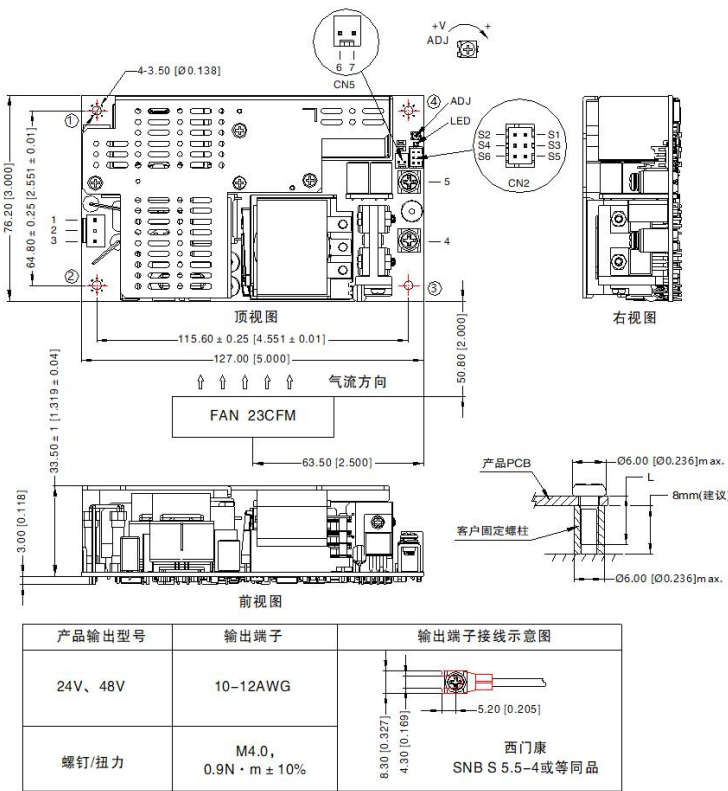 +V
+
ADJ
6 7
CN5
4-3.50 [Ø0.138]
①
④
ADJ
LED
S2
S1
S4
S3
S6
S5
CN2
5
4
1
2
3
②
③
76.20 [3.000]
64.80 ± 0.25 [2.551 ± 0.01]
顶视图
右视图
115.60 ± 0.25 [4.551 ± 0.01]
127.00 [5.000]
50.80 [2.000]
气流方向
FAN 23CFM
63.50 [2.500]
33.50 ± 1 [1.319 ± 0.04]
3.00 [0.118]
前视图
产品PCB
Ø6.00 [Ø0.236]max.
L
8mm(建议
客户固定螺柱
Ø6.00 [Ø0.236]max.
产品输出型号
输出端子
输出端子接线示意图
24V、48V
10-12AWG
5.20 [0.205]
8.30 [0.327]
4.30 [0.169]
螺钉/扭力
M4.0,
0.9N·m±10%
西门康
SNB S 5.5-4或等同品